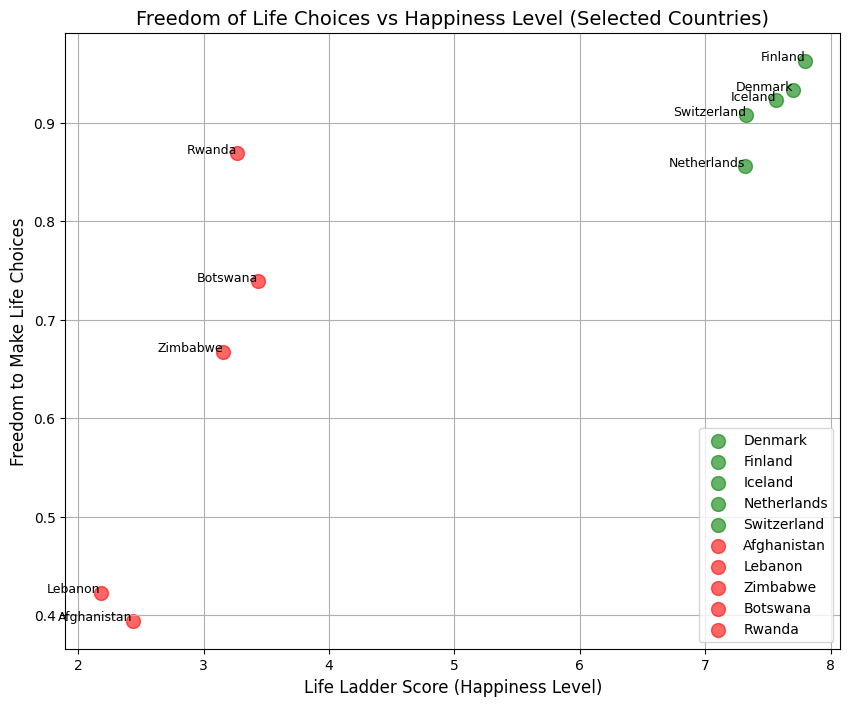 Freedom of Life Choices vs Happiness Level (Selected Countries)
Freedom to Make Life Choices
0.9
0.8
0.7
0.6
0.5
0.4
Finland
Denmark
Iceland
Switzerland
Netherlands
Rwanda
Botswana
Zimbabwe
Lebanon
Afghanistan
Denmark
Finland
Iceland
Netherlands
Switzerland
Afghanistan
Lebanon
Zimbabwe
Botswana
Rwanda
2 3 4 5 6 7 8
Life Ladder Score (Happiness Level)